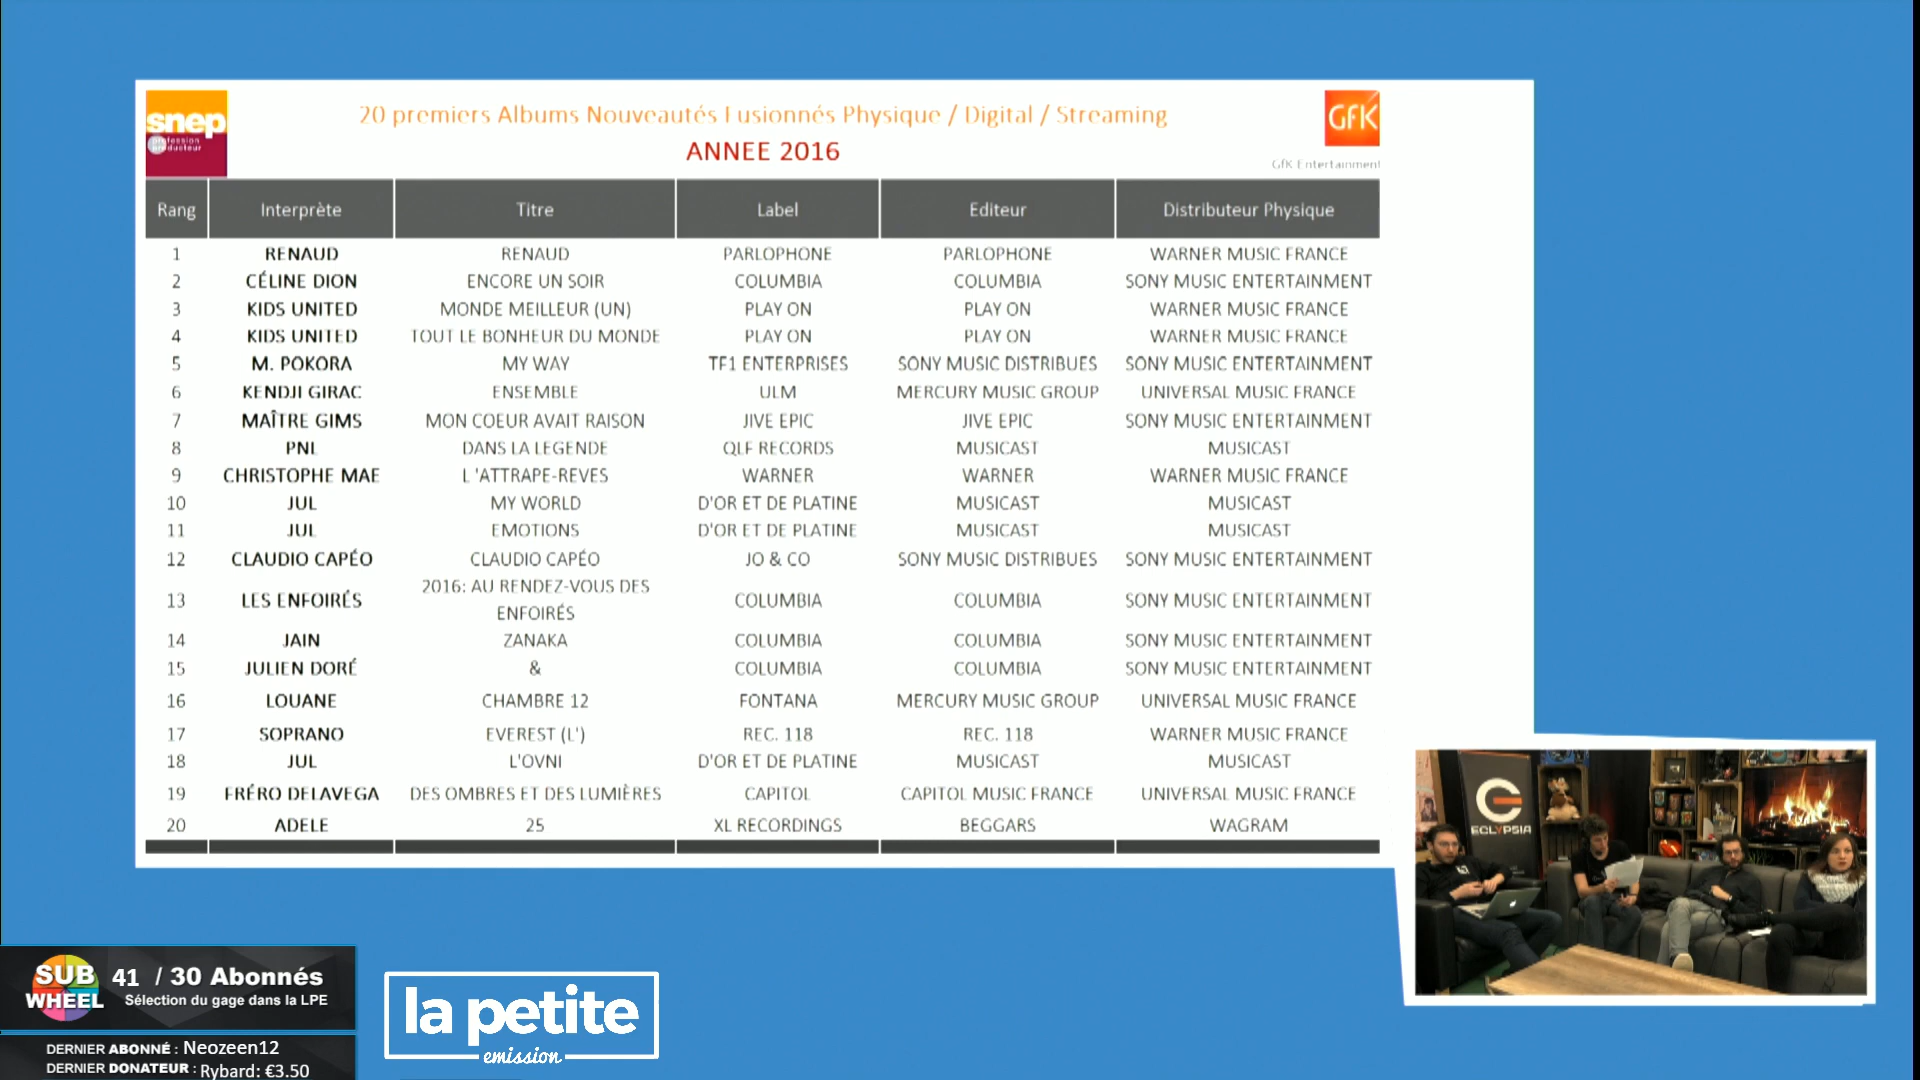 snep
profession
producteur
20 premiers Albums Nouveautés Fusionnés Physique / Digital / Streaming
ANNEE 2016
GfK
GfK Entertainment
Rang Interprète Titre Label Editeur Distributeur Physique
1 RENAUD RENAUD PARLOPHONE PARLOPHONE WARNER MUSIC FRANCE
2 CÉLINE DION ENCORE UN SOIR COLUMBIA COLUMBIA SONY MUSIC ENTERTAINMENT
3 KIDS UNITED MONDE MEILLEUR (UN) PLAY ON PLAY ON WARNER MUSIC FRANCE
4 KIDS UNITED TOUT LE BONHEUR DU MONDE PLAY ON PLAY ON WARNER MUSIC FRANCE
5 M. POKORA MY WAY TF1 ENTERPRISES SONY MUSIC DISTRIBUES SONY MUSIC ENTERTAINMENT
6 KENDJI GIRAC ENSEMBLE ULM MERCURY MUSIC GROUP UNIVERSAL MUSIC FRANCE
7 MAÎTRE GIMS MON COEUR AVAIT RAISON JIVE EPIC JIVE EPIC SONY MUSIC ENTERTAINMENT
8 PNL DANS LA LEGENDE QLF RECORDS MUSICAST MUSICAST
9 CHRISTOPHE MAE L 'ATTRAPE-REVES WARNER WARNER WARNER MUSIC FRANCE
10 JUL MY WORLD D'OR ET DE PLATINE MUSICAST MUSICAST
11 JUL EMOTIONS D'OR ET DE PLATINE MUSICAST MUSICAST
12 CLAUDIO CAPÉO CLAUDIO CAPÉO JO & CO SONY MUSIC DISTRIBUES SONY MUSIC ENTERTAINMENT
13 LES ENFOIRÉS 2016: AU RENDEZ-VOUS DES
ENFOIRÉS COLUMBIA COLUMBIA SONY MUSIC ENTERTAINMENT
14 JAIN ZANAKA COLUMBIA COLUMBIA SONY MUSIC ENTERTAINMENT
15 JULIEN DORÉ & COLUMBIA COLUMBIA SONY MUSIC ENTERTAINMENT
16 LOUANE CHAMBRE 12 FONTANA MERCURY MUSIC GROUP UNIVERSAL MUSIC FRANCE
17 SOPRANO EVEREST (L') REC. 118 REC. 118 WARNER MUSIC FRANCE
18 JUL L'OVNI D'OR ET DE PLATINE MUSICAST MUSICAST
19 FRÉRO DELAVEGA DES OMBRES ET DES LUMIÈRES CAPITOL CAPITOL MUSIC FRANCE UNIVERSAL MUSIC FRANCE
20 ADELE 25 XL RECORDINGS BEGGARS WAGRAM
ECLYPSIA
SUB
WHEEL
41 / 30 Abonnés
Sélection du gage dans la LPE
DERNIER ABONNÉ : Neozeen12
DERNIER DONATEUR : Rybard: €3.50
la petite
emission